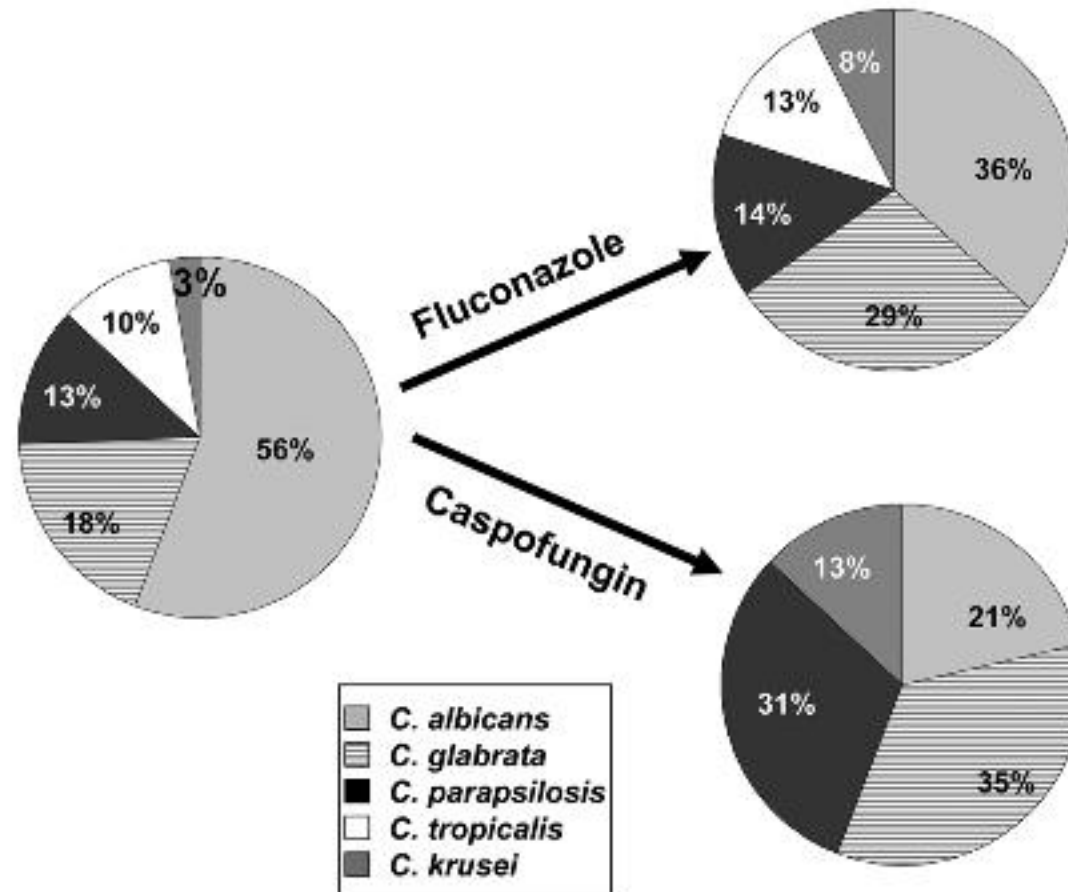 3%
10%
13%
56%
18%
Fluconazole
Caspofungin
8%
13%
36%
14%
29%
13%
21%
31%
35%
C. albicans
C. glabrata
C. parapsilosis
C. tropicalis
C. krusei